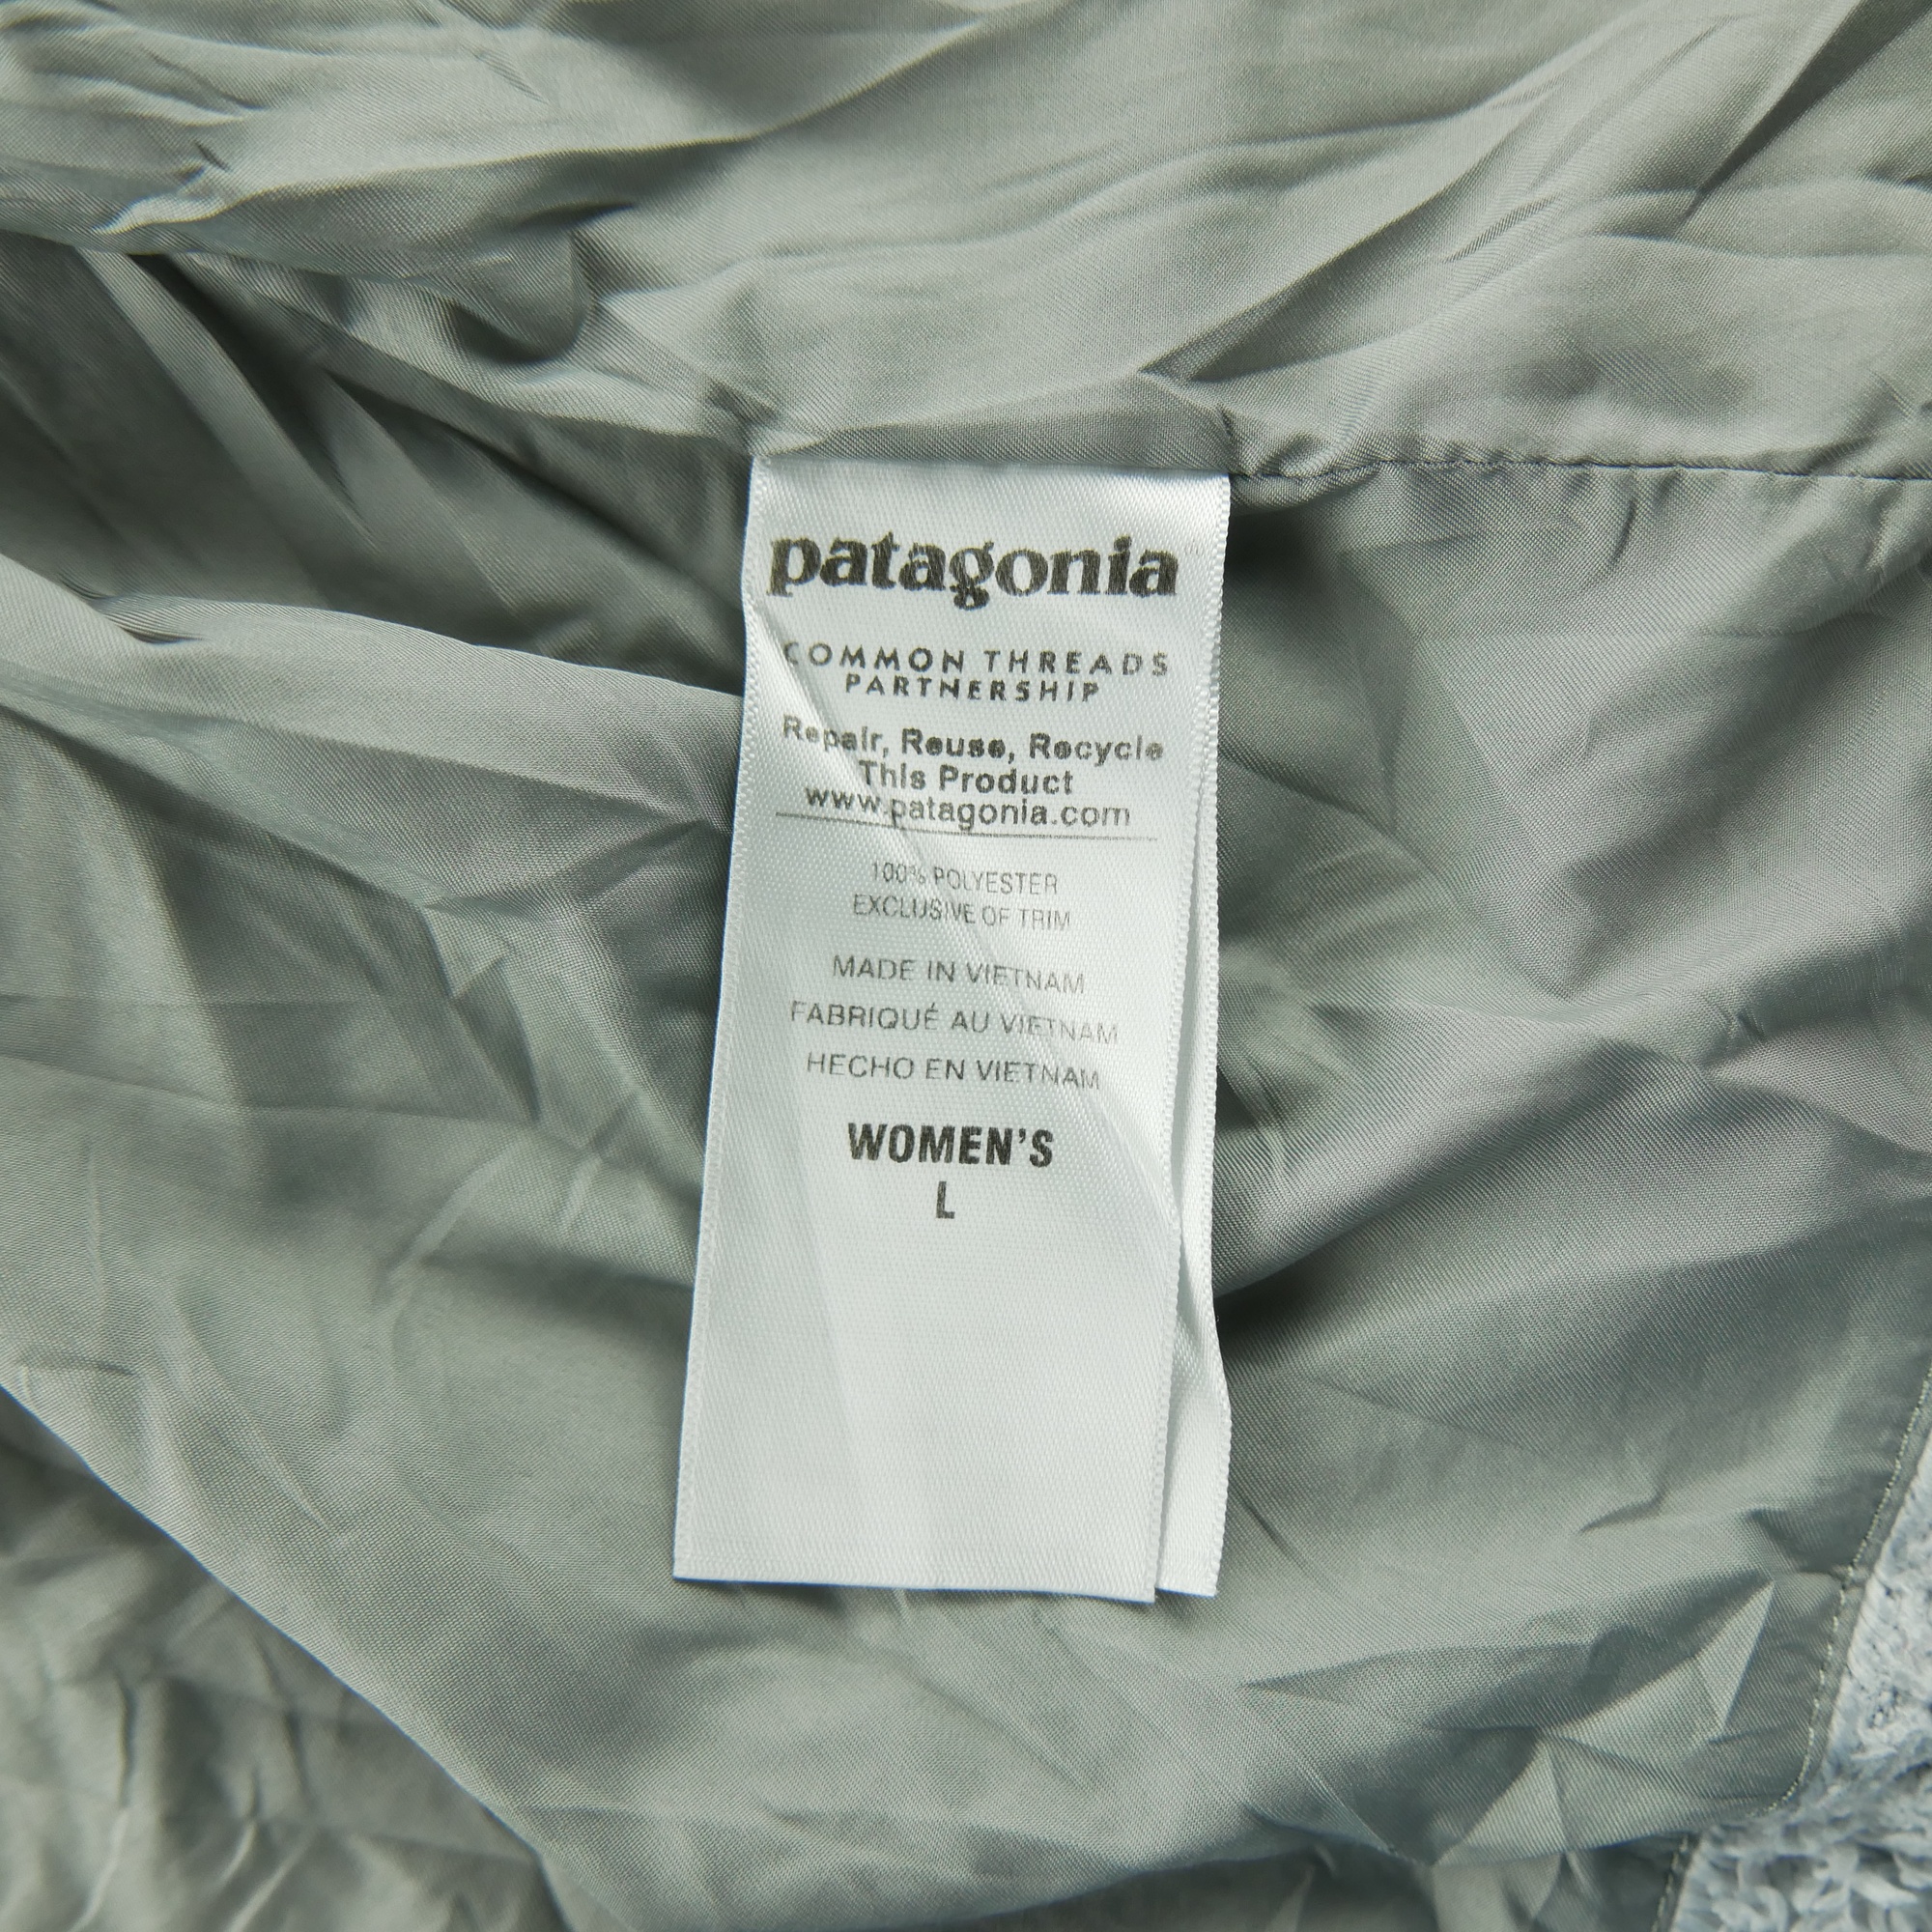 patagonia
COMMON THREADS
PARTNERSHIP
Repair, Reuse, Recycle
This Product
www.patagonia.com
100% POLYESTER
EXCLUSIVE OF TRIM
MADE IN VIETNAM
FABRIQUÉ AU VIETNAM
HECHO EN VIETNAM
WOMEN'S
L